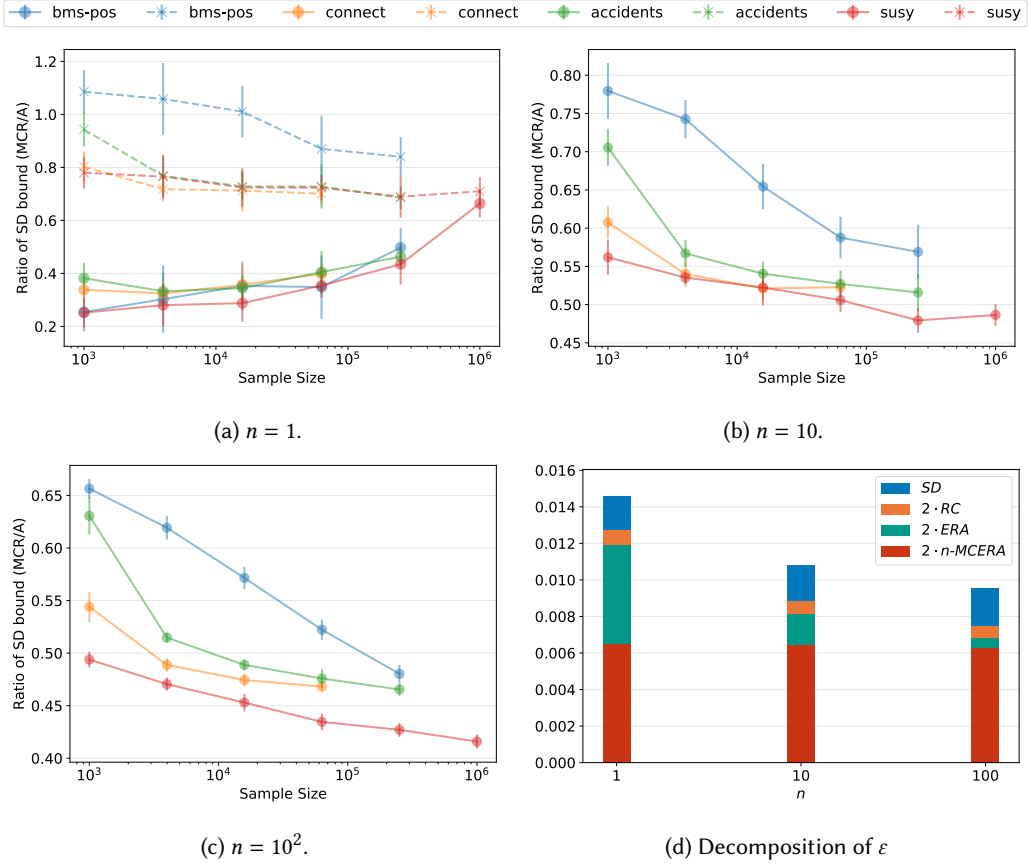 bms-pos bms-pos connect connect accidents accidents susy susy
Ratio of SD bound (MCR/A)
1.2
1.0
0.8
0.6
0.4
0.2
10³ 10⁴ 10⁵ 10⁶
Sample Size
(a) n = 1.
Ratio of SD bound (MCR/A)
0.80
0.75
0.70
0.65
0.60
0.55
0.50
0.45
10³ 10⁴ 10⁵ 10⁶
Sample Size
(b) n = 10.
Ratio of SD bound (MCR/A)
0.65
0.60
0.55
0.50
0.45
0.40
10³ 10⁴ 10⁵ 10⁶
Sample Size
(c) n = 10².
0.016
0.014
0.012
0.010
0.008
0.006
0.004
0.002
0.000
SD
2·RC
2·ERA
2·n-MCERA
1 10 100
n
(d) Decomposition of ε